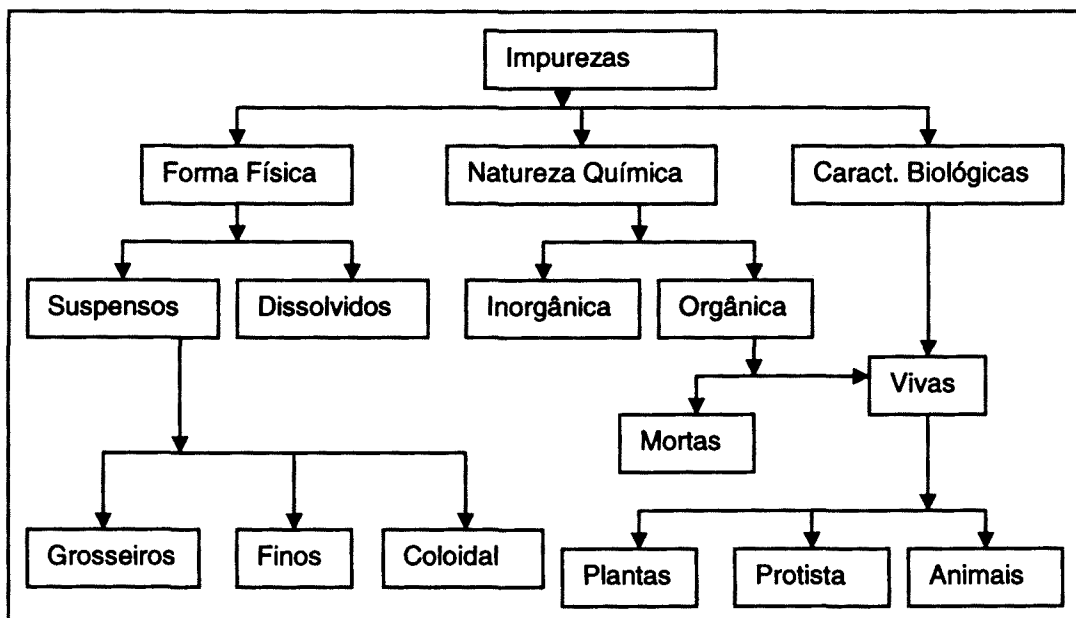 Impurezas
Forma Física
Natureza Química
Caract. Biológicas
Suspensos
Dissolvidos
Inorgânica
Orgânica
Vivas
Mortas
Grosseiros
Finos
Coloidal
Plantas
Protista
Animais